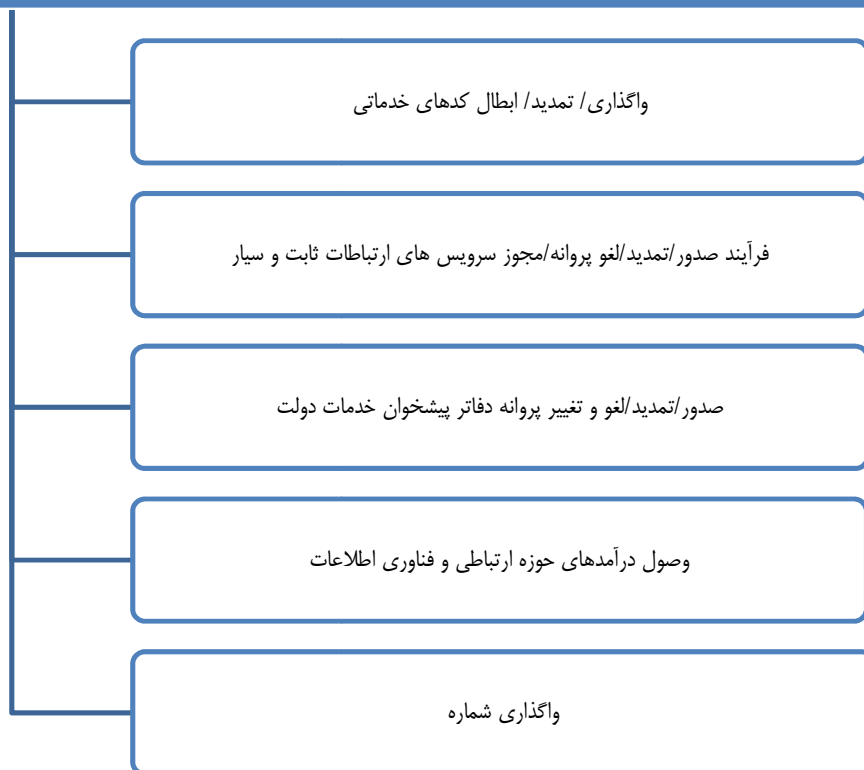 واگذاری/ تمدید/ ابطال کدهای خدماتی
فرآیند صدور/تمدید/لغو پروانه/مجوز سرویس های ارتباطات ثابت و سیار
صدور/تمدید/لغو و تغییر پروانه دفاتر پیشخوان خدمات دولت
وصول درآمدهای حوزه ارتباطی و فناوری اطلاعات
واگذاری شماره